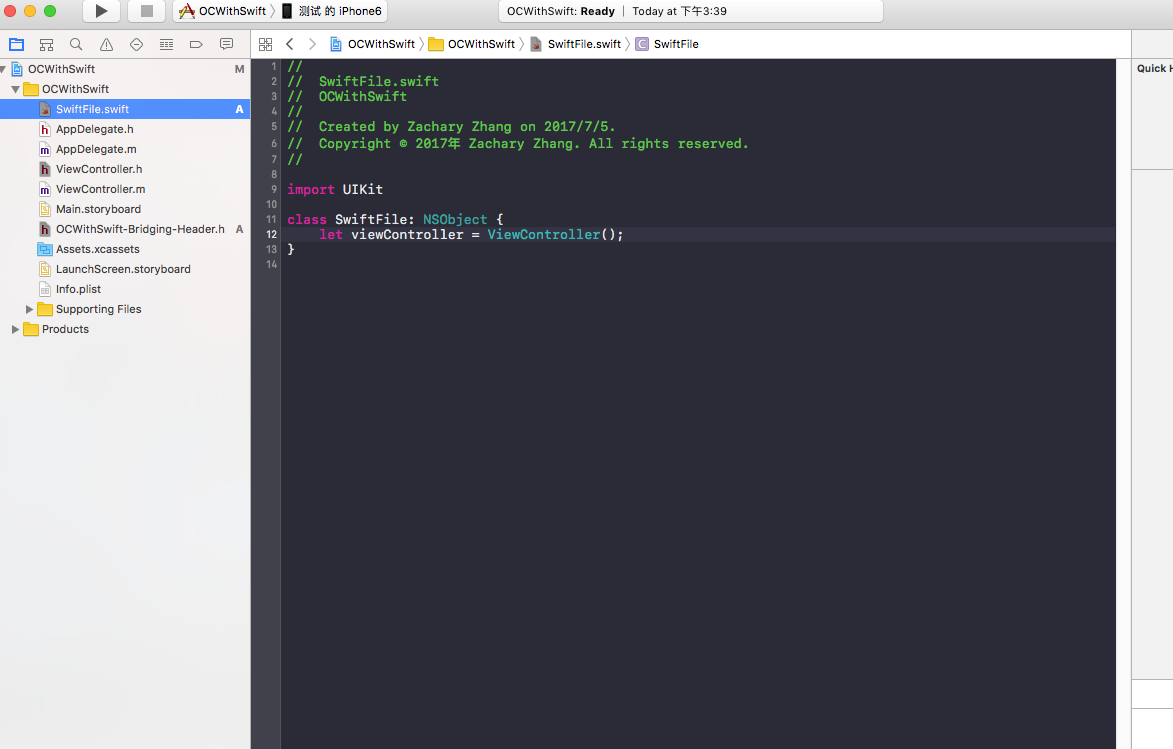 OCWithSwift 测试 的 iPhone6
OCWithSwift: Ready | Today at 下午3:39
OCWithSwift OCWithSwift SwiftFile.swift C SwiftFile
Quick H
OCWithSwift M
OCWithSwift
SwiftFile.swift A
h AppDelegate.h
m AppDelegate.m
h ViewController.h
m ViewController.m
Main.storyboard
h OCWithSwift-Bridging-Header.h A
Assets.xcassets
LaunchScreen.storyboard
Info.plist
Supporting Files
Products
1 //
2 //  SwiftFile.swift
3 //  OCWithSwift
4 //
5 //  Created by Zachary Zhang on 2017/7/5.
6 //  Copyright © 2017年 Zachary Zhang. All rights reserved.
7 //
8
9 import UIKit
10
11 class SwiftFile: NSObject {
12     let viewController = ViewController();
13 }
14